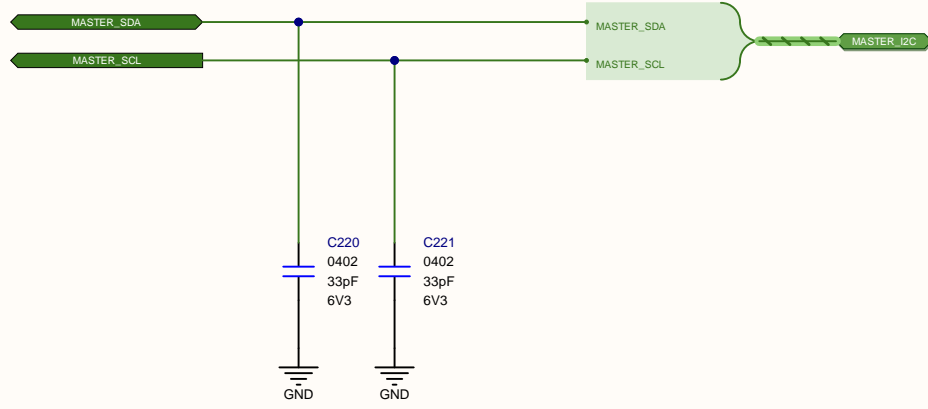 MASTER_SDA
MASTER_SCL
MASTER_SDA
MASTER_SCL
MASTER_I2C
C220
0402
33pF
6V3
C221
0402
33pF
6V3
GND
GND